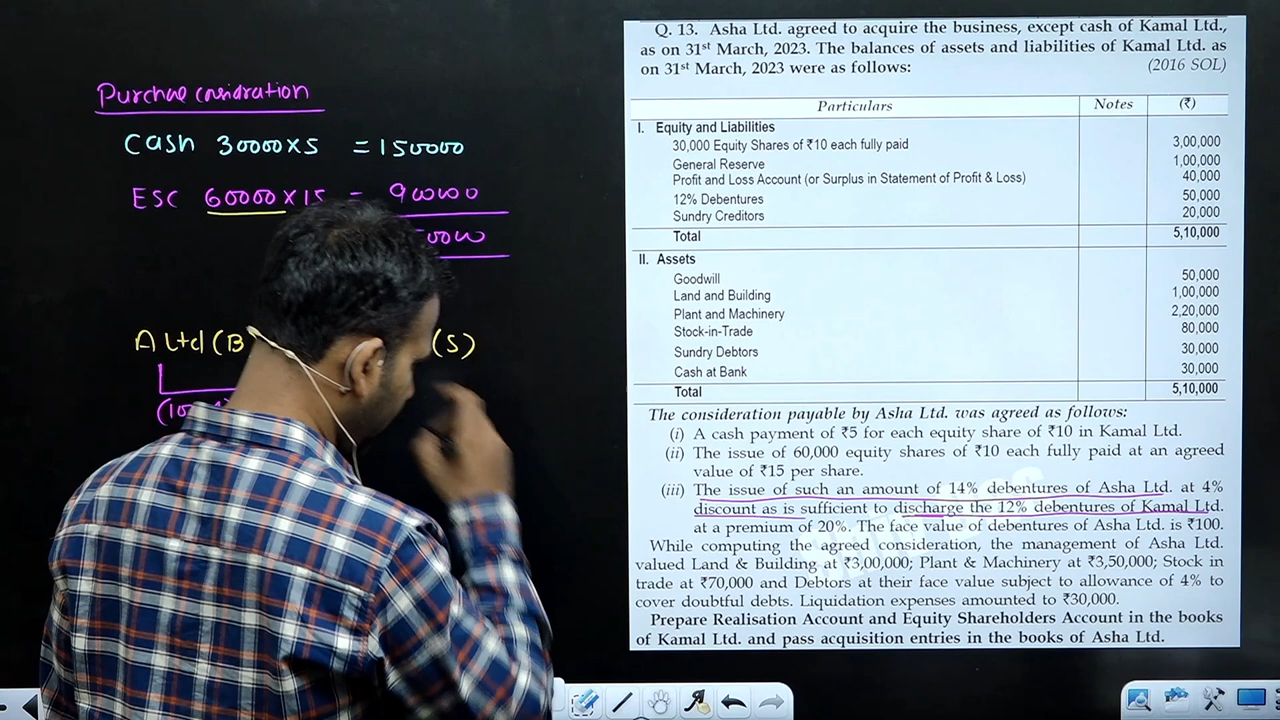 Purchase consideration
Cash 30000×5 = 150000
ESC 60000×15 = 900000
A Ltd (B
(S)
Q. 13. Asha Ltd. agreed to acquire the business, except cash of Kamal Ltd.,
as on 31st March, 2023. The balances of assets and liabilities of Kamal Ltd. as
on 31st March, 2023 were as follows: (2016 SOL)
Particulars Notes (₹)
I. Equity and Liabilities
30,000 Equity Shares of ₹10 each fully paid 3,00,000
General Reserve 1,00,000
Profit and Loss Account (or Surplus in Statement of Profit & Loss) 40,000
12% Debentures 50,000
Sundry Creditors 20,000
Total 5,10,000
II. Assets
Goodwill 50,000
Land and Building 1,00,000
Plant and Machinery 2,20,000
Stock-in-Trade 80,000
Sundry Debtors 30,000
Cash at Bank 30,000
Total 5,10,000
The consideration payable by Asha Ltd. was agreed as follows:
(i) A cash payment of ₹5 for each equity share of ₹10 in Kamal Ltd.
(ii) The issue of 60,000 equity shares of ₹10 each fully paid at an agreed
value of ₹15 per share.
(iii) The issue of such an amount of 14% debentures of Asha Ltd. at 4%
discount as is sufficient to discharge the 12% debentures of Kamal Ltd.
at a premium of 20%. The face value of debentures of Asha Ltd. is ₹100.
While computing the agreed consideration, the management of Asha Ltd.
valued Land & Building at ₹3,00,000; Plant & Machinery at ₹3,50,000; Stock in
trade at ₹70,000 and Debtors at their face value subject to allowance of 4% to
cover doubtful debts. Liquidation expenses amounted to ₹30,000.
Prepare Realisation Account and Equity Shareholders Account in the books
of Kamal Ltd. and pass acquisition entries in the books of Asha Ltd.